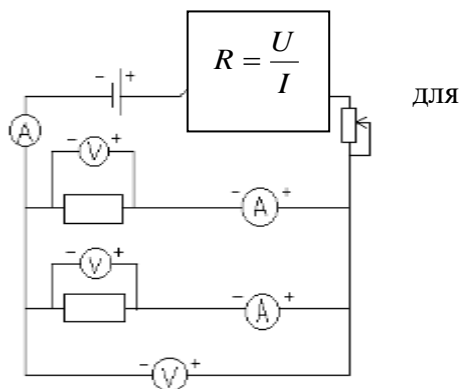 R = U/I
для
- +
A
- V +
- A +
- V +
- A +
- V +